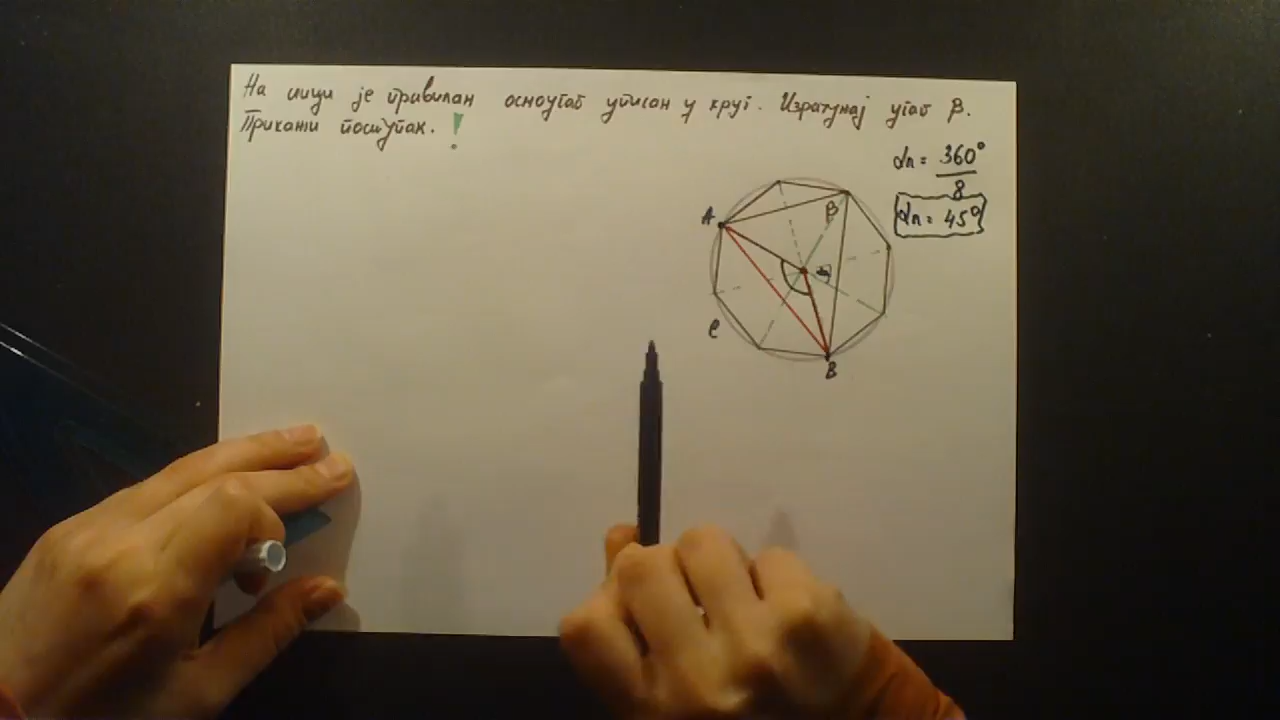 На слици је правилан осмоугао уписан у круг. Израчунај угао β.
Прикажи поступак. !
αn = 360°
8
αn = 45°
A
β
B